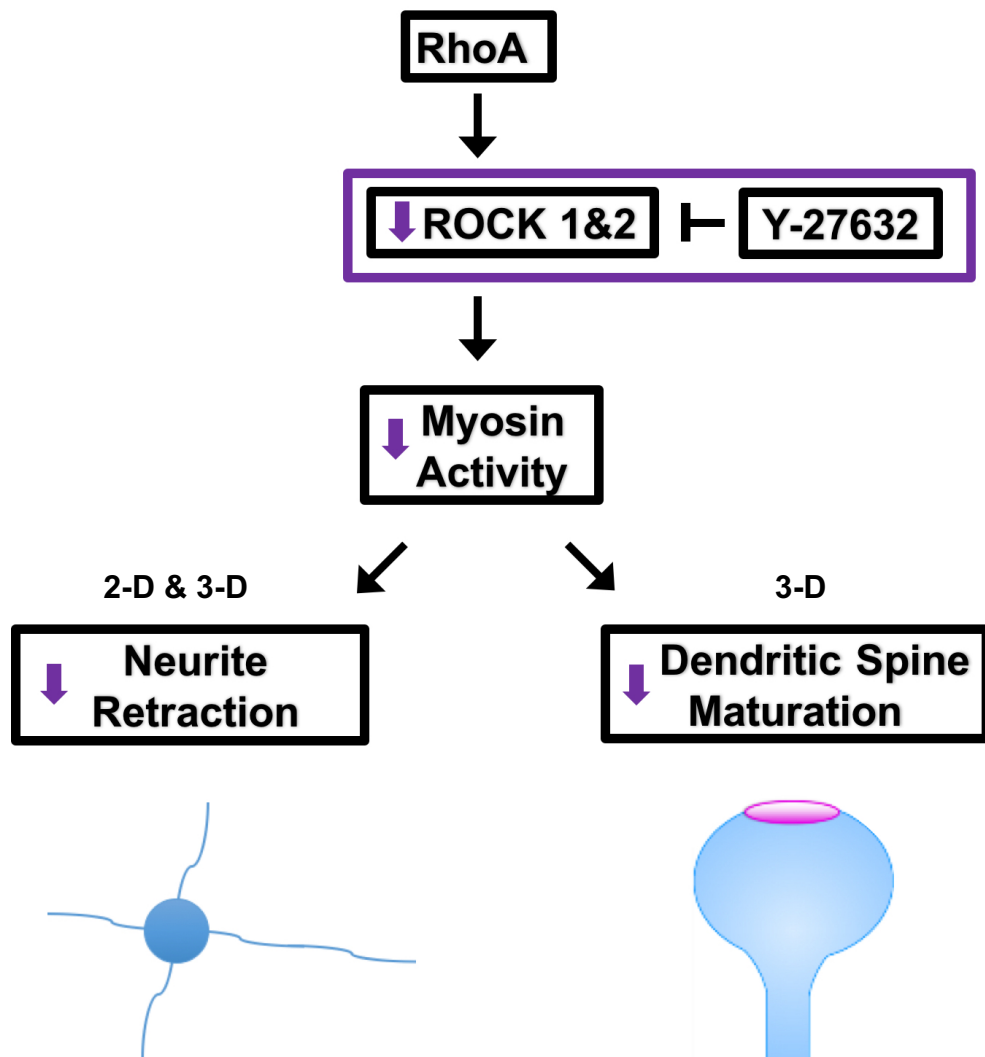 RhoA
ROCK 1&2
Y-27632
Myosin
Activity
2-D & 3-D
3-D
Neurite
Retraction
Dendritic Spine
Maturation